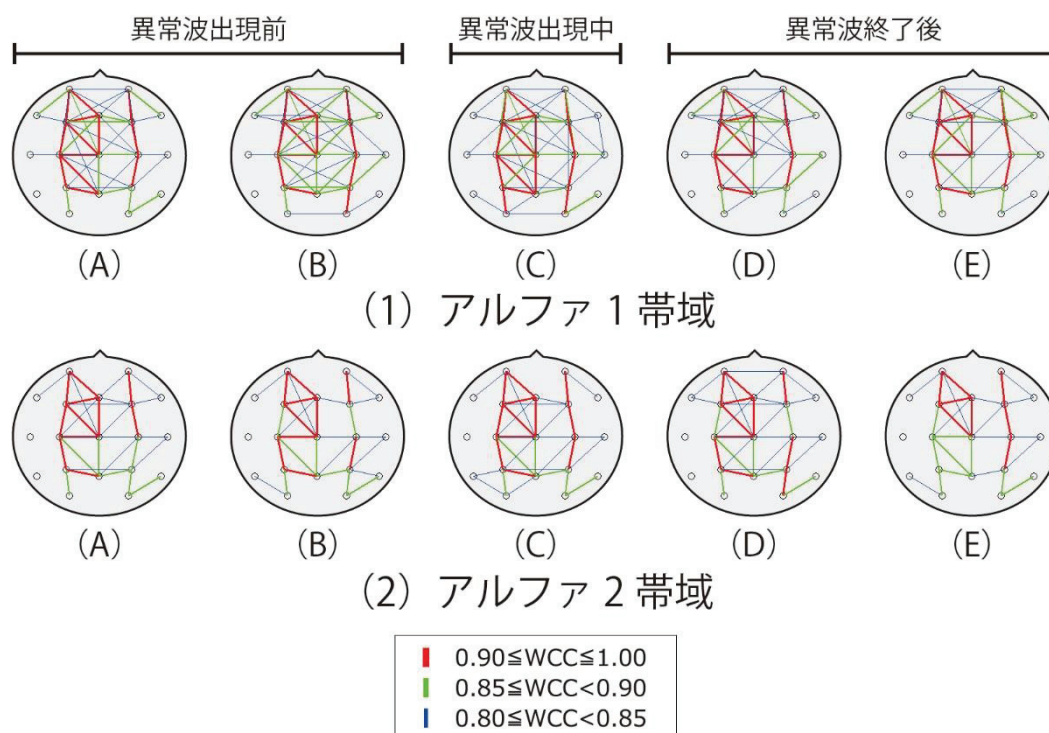 異常波出現前 異常波出現中 異常波終了後
(A) (B) (C) (D) (E)
(1) アルファ 1 帯域
(A) (B) (C) (D) (E)
(2) アルファ 2 帯域
0.90≦WCC≦1.00
0.85≦WCC<0.90
0.80≦WCC<0.85